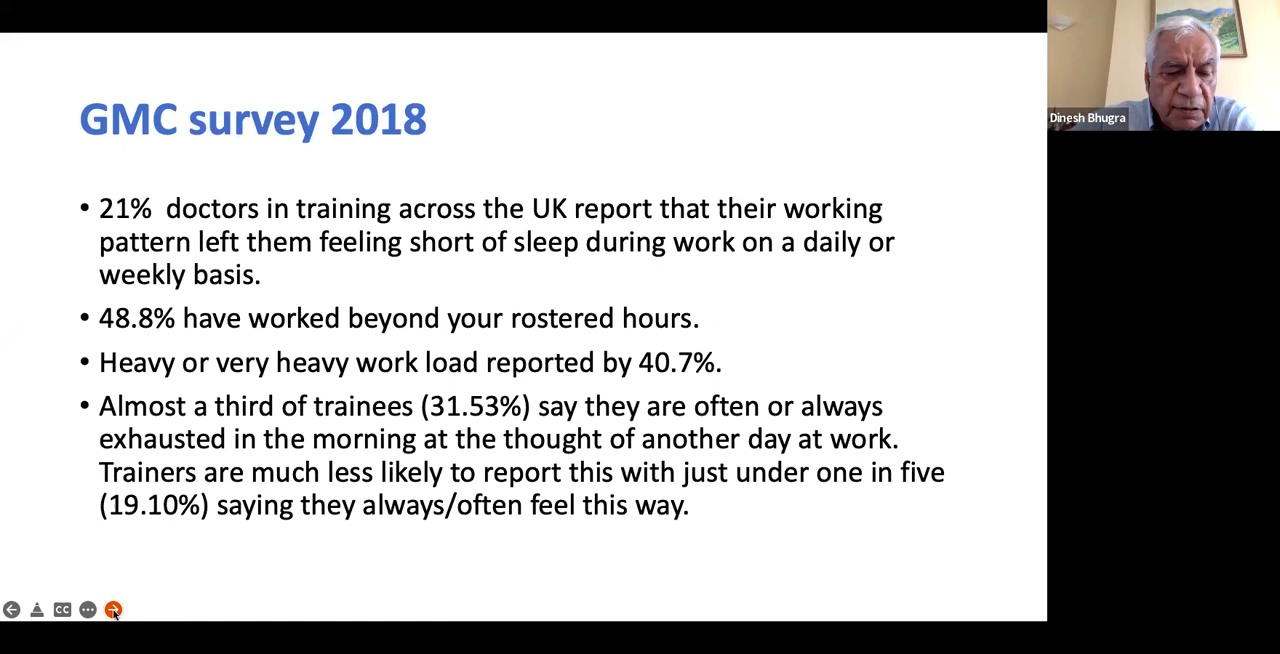 GMC survey 2018
• 21% doctors in training across the UK report that their working
pattern left them feeling short of sleep during work on a daily or
weekly basis.
• 48.8% have worked beyond your rostered hours.
• Heavy or very heavy work load reported by 40.7%.
• Almost a third of trainees (31.53%) say they are often or always
exhausted in the morning at the thought of another day at work.
Trainers are much less likely to report this with just under one in five
(19.10%) saying they always/often feel this way.
CC
Dinesh Bhugra